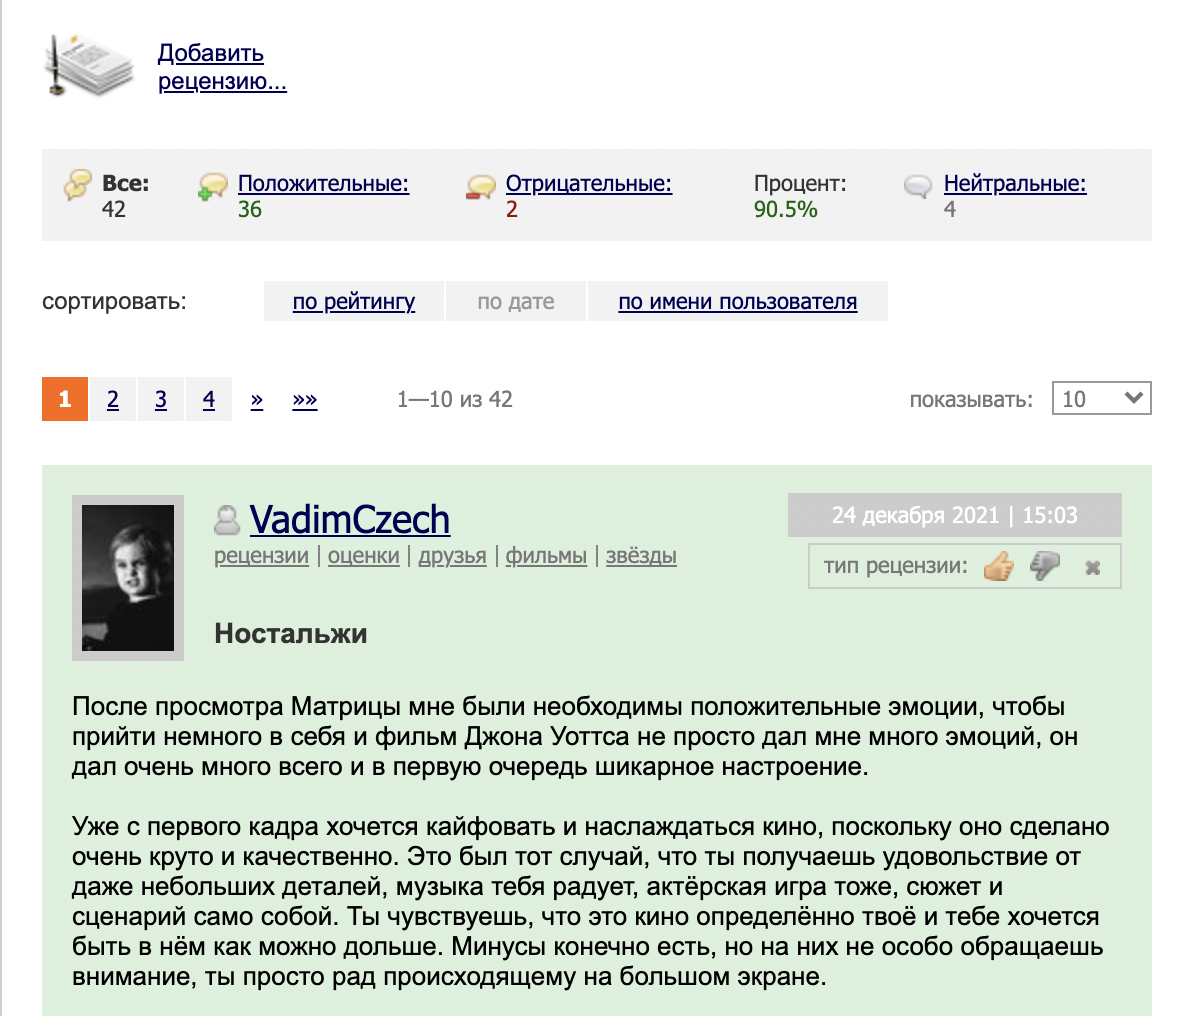 Добавить
рецензию...
Все: Положительные: Отрицательные: Процент: Нейтральные:
42 36 2 90.5% 4
сортировать: по рейтингу по дате по имени пользователя
1 2 3 4 » »» 1—10 из 42 показывать: 10
VadimCzech 24 декабря 2021 | 15:03
рецензии | оценки | друзья | фильмы | звёзды тип рецензии:
Ностальжи
После просмотра Матрицы мне были необходимы положительные эмоции, чтобы
прийти немного в себя и фильм Джона Уоттса не просто дал мне много эмоций, он
дал очень много всего и в первую очередь шикарное настроение.
Уже с первого кадра хочется кайфовать и наслаждаться кино, поскольку оно сделано
очень круто и качественно. Это был тот случай, что ты получаешь удовольствие от
даже небольших деталей, музыка тебя радует, актёрская игра тоже, сюжет и
сценарий само собой. Ты чувствуешь, что это кино определённо твоё и тебе хочется
быть в нём как можно дольше. Минусы конечно есть, но на них не особо обращаешь
внимание, ты просто рад происходящему на большом экране.